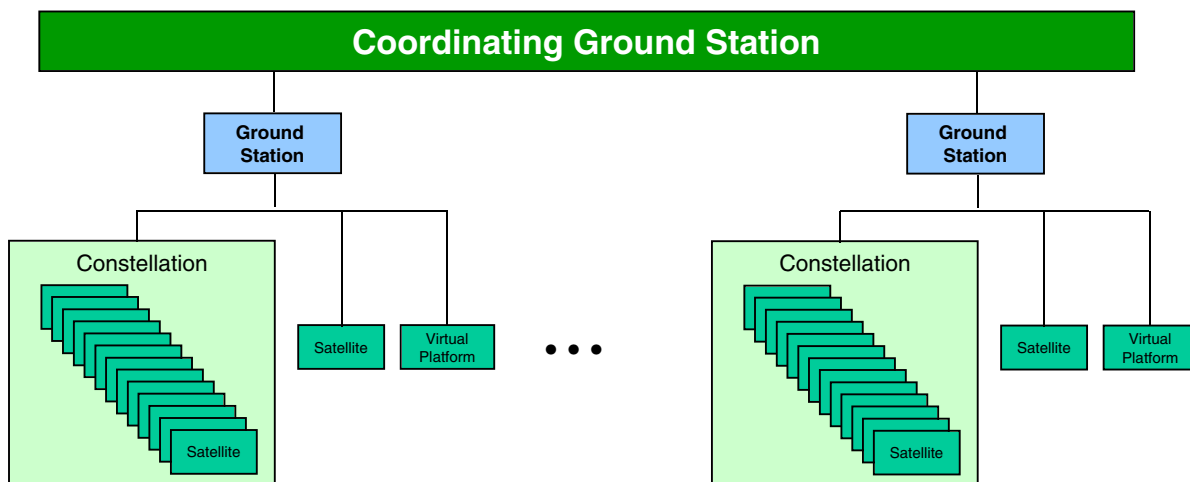 Coordinating Ground Station
Ground
Station
Ground
Station
Constellation
Satellite
Satellite
Virtual
Platform
• • •
Constellation
Satellite
Satellite
Virtual
Platform